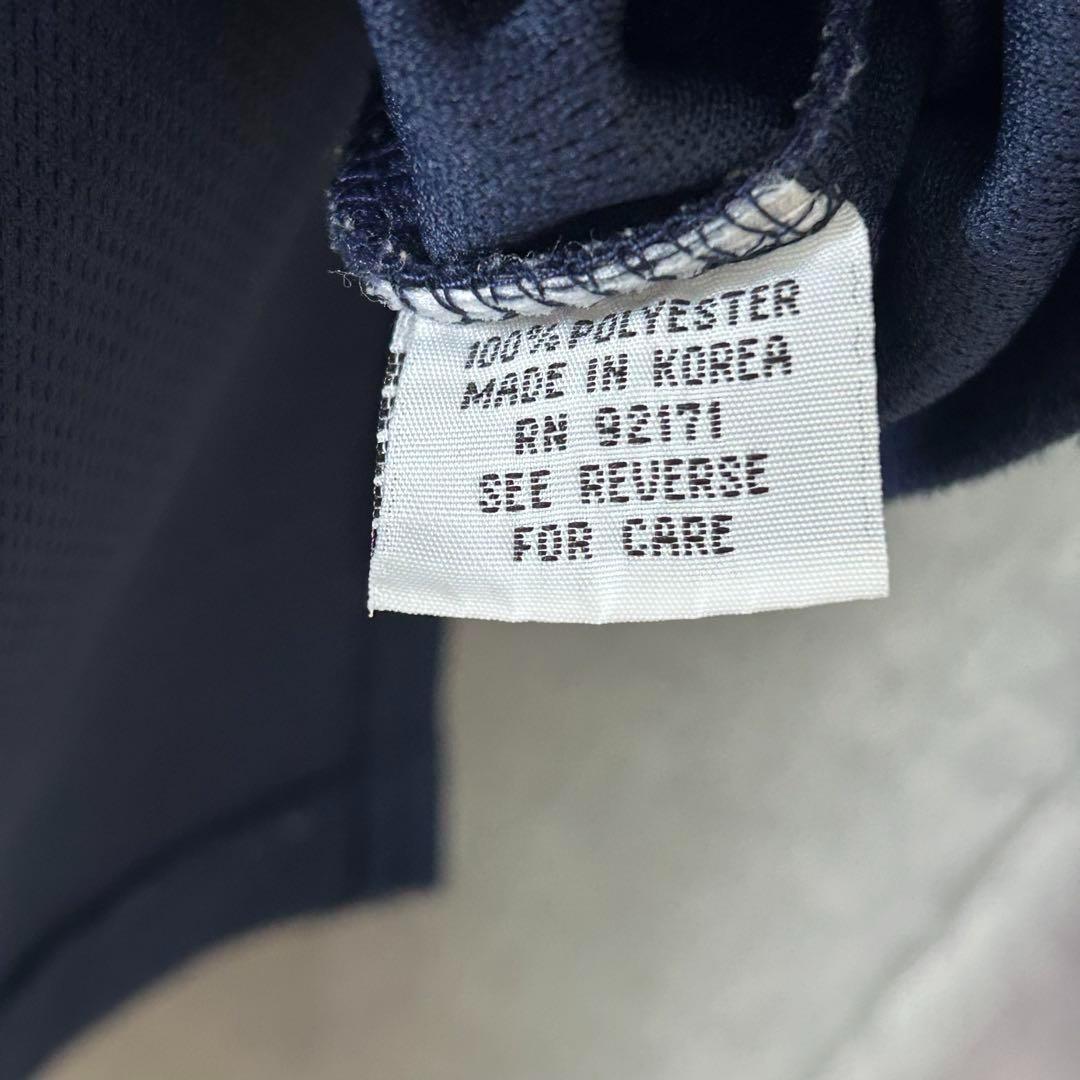 100% POLYESTER
MADE IN KOREA
RN 92171
SEE REVERSE
FOR CARE